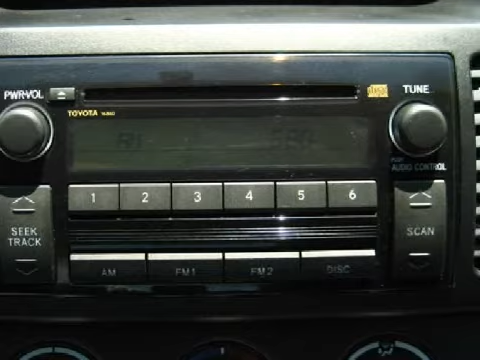 PWR·VOL
TUNE
TOYOTA
PUSH
AUDIO CONTROL
1 2 3 4 5 6
SEEK
TRACK
SCAN
AM FM1 FM2 DISC